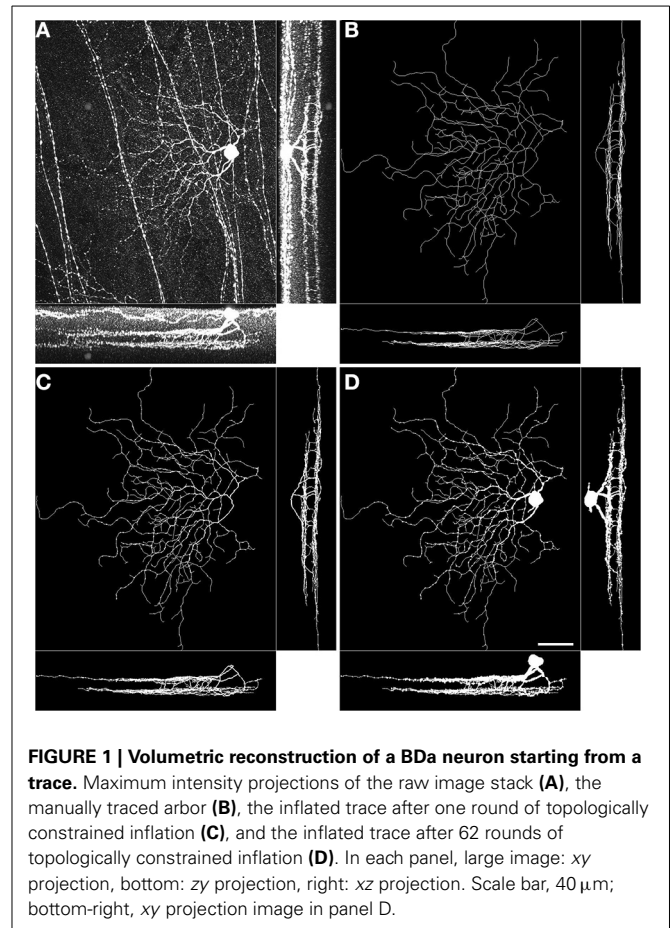 A
B
C
D
FIGURE 1 | Volumetric reconstruction of a BDa neuron starting from a
trace. Maximum intensity projections of the raw image stack (A), the
manually traced arbor (B), the inflated trace after one round of topologically
constrained inflation (C), and the inflated trace after 62 rounds of
topologically constrained inflation (D). In each panel, large image: xy
projection, bottom: zy projection, right: xz projection. Scale bar, 40 μm;
bottom-right, xy projection image in panel D.